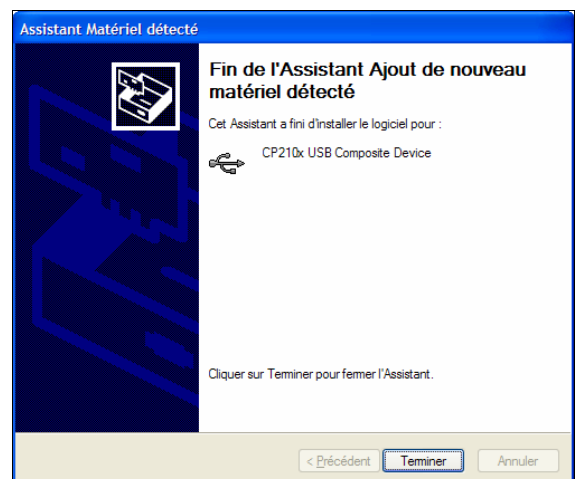 Assistant Matériel détecté
Fin de l'Assistant Ajout de nouveau
matériel détecté
Cet Assistant a fini d'installer le logiciel pour :
CP210x USB Composite Device
Cliquer sur Terminer pour fermer l'Assistant.
< Précédent Terminer Annuler